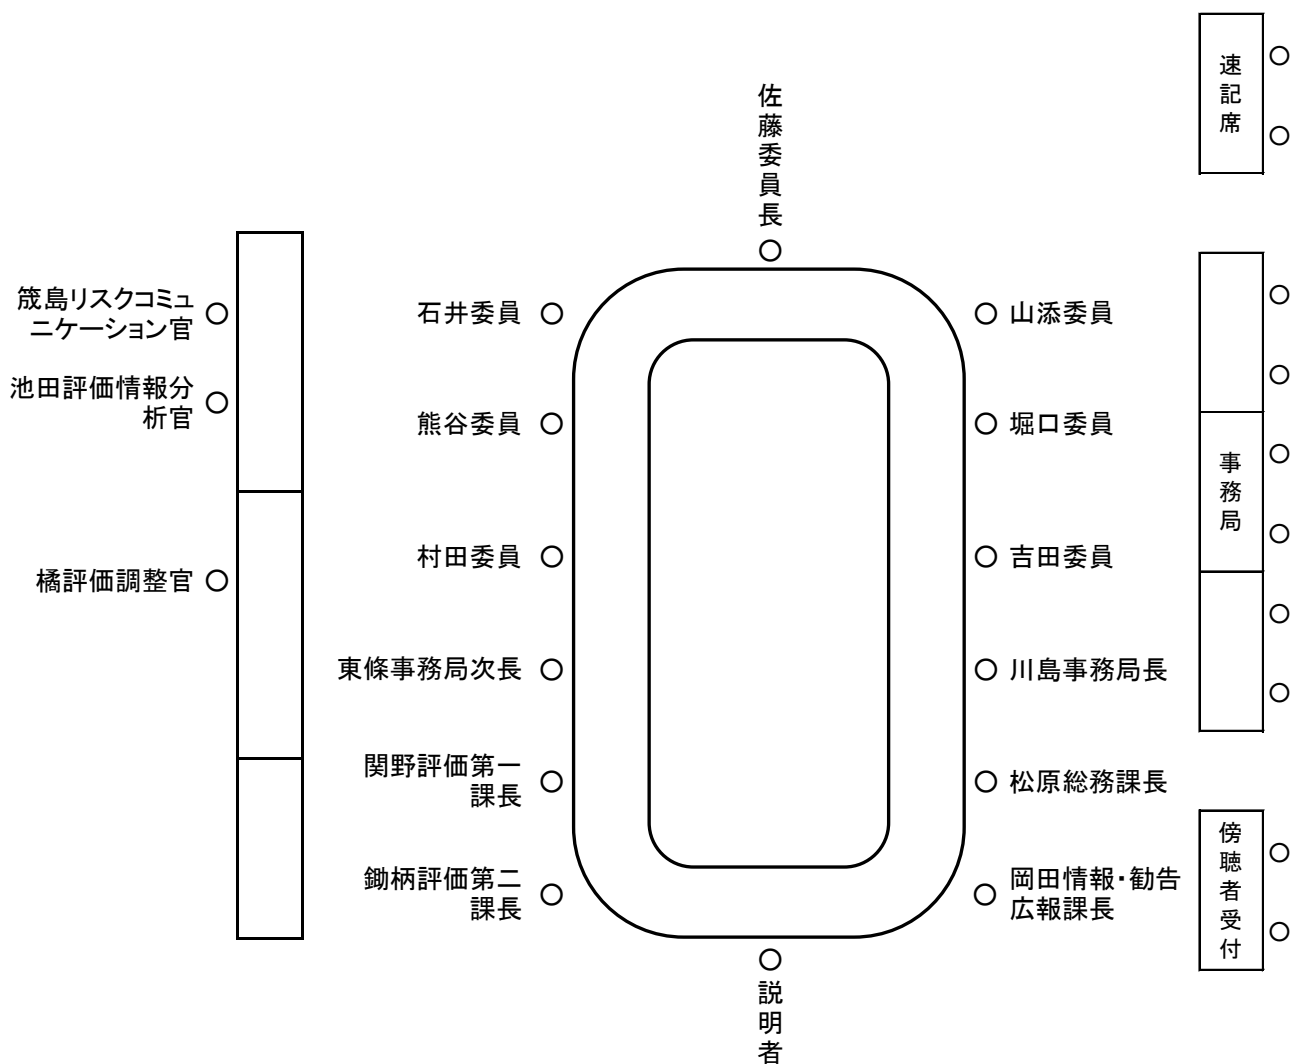 速記席
佐藤委員長
筬島リスクコミュ
ニケーション官
池田評価情報分
析官
橘評価調整官
石井委員
熊谷委員
村田委員
東條事務局次長
関野評価第一
課長
鋤柄評価第二
課長
山添委員
堀口委員
吉田委員
川島事務局長
松原総務課長
岡田情報・勧告
広報課長
説明者
事務局
傍聴者受付